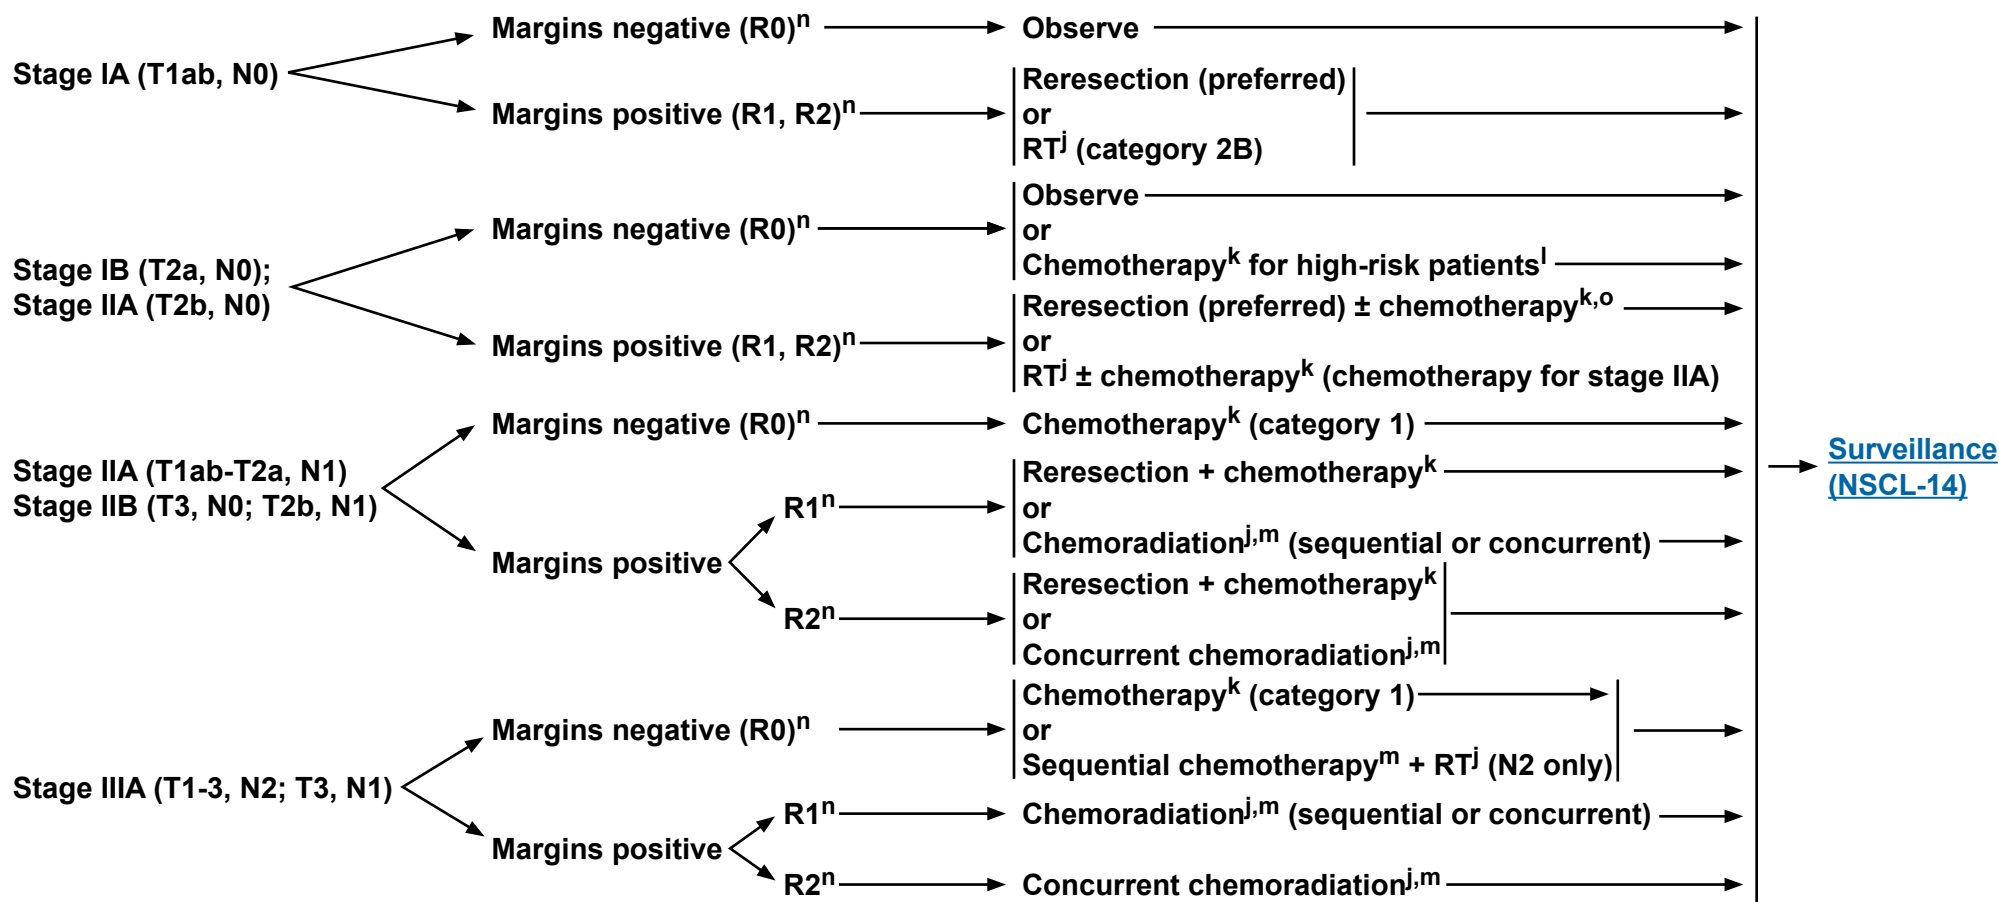 Stage IA (T1ab, N0)
Margins negative (R0)n
Observe
Margins positive (R1, R2)n
Reresection (preferred)
or
RTj (category 2B)
Stage IB (T2a, N0);
Stage IIA (T2b, N0)
Margins negative (R0)n
Observe
or
Chemotherapyk for high-risk patientsl
Margins positive (R1, R2)n
Reresection (preferred) ± chemotherapyk,o
or
RTj ± chemotherapyk (chemotherapy for stage IIA)
Stage IIA (T1ab-T2a, N1)
Stage IIB (T3, N0; T2b, N1)
Margins negative (R0)n
Chemotherapyk (category 1)
Margins positive
R1n
Reresection + chemotherapyk
or
Chemoradiationj,m (sequential or concurrent)
R2n
Reresection + chemotherapyk
or
Concurrent chemoradiationj,m
Stage IIIA (T1-3, N2; T3, N1)
Margins negative (R0)n
Chemotherapyk (category 1)
or
Sequential chemotherapym + RTj (N2 only)
Margins positive
R1n
Chemoradiationj,m (sequential or concurrent)
R2n
Concurrent chemoradiationj,m
Surveillance
(NSCL-14)